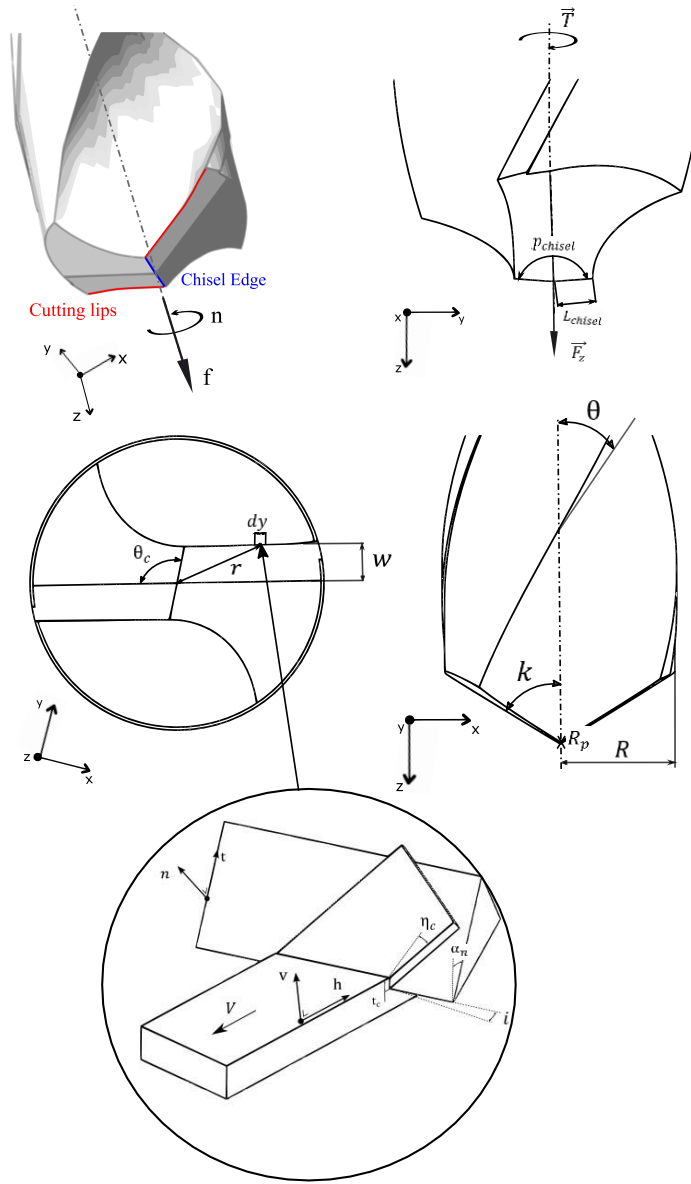 Chisel Edge
Cutting lips
n
f
y
x
z
T
p_chisel
L_chisel
F_z
x
y
z
dy
θ_c
r
w
y
z
x
θ
k
R_p
R
y
x
z
t
n
η_c
α_n
v
h
V
t_c
i